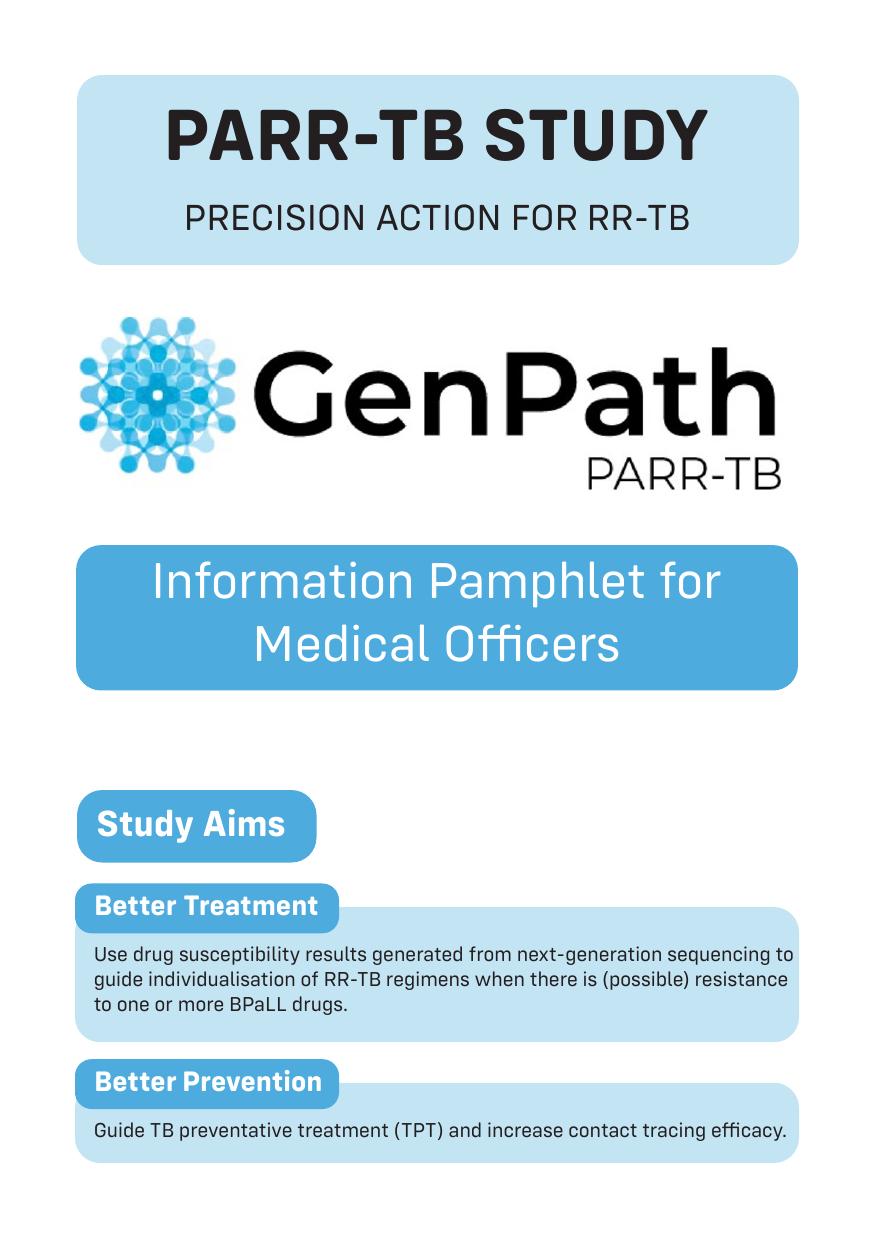 PARR-TB STUDY
PRECISION ACTION FOR RR-TB
GenPath
PARR-TB
Information Pamphlet for
Medical Officers
Study Aims
Better Treatment
Use drug susceptibility results generated from next-generation sequencing to
guide individualisation of RR-TB regimens when there is (possible) resistance
to one or more BPaLL drugs.
Better Prevention
Guide TB preventative treatment (TPT) and increase contact tracing efficacy.